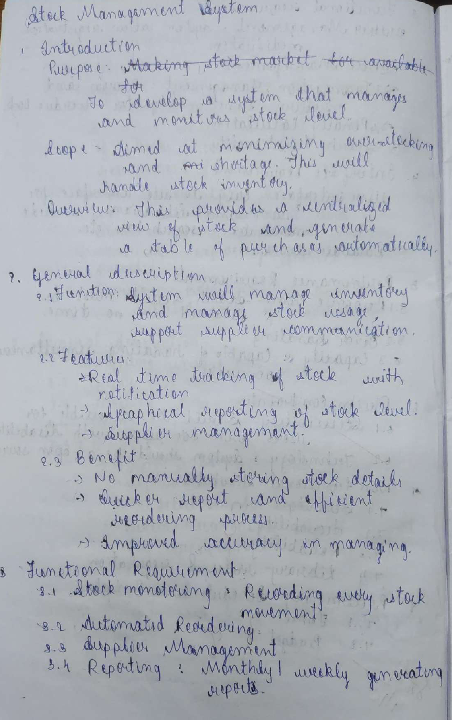 Stock Management System
1. Introduction
Purpose: Making stock market for available
for
To develop a system that manages
and monitors stock level
Scope - Aimed at minimizing over-stocking
and shortage. This will
handle stock inventory.
Overview: This provides a centralized
view of stock and generate
a table of purchases automatically.
2. General description
2.1 Function: System will manage inventory
and manage stock usage,
support supplier communication.
2.2 Features
→ Real time tracking of stock with
notification
→ Graphical reporting of stock level.
→ Supplier management.
2.3 Benefit
→ No manually storing stock details
→ Quicker report and efficient
reordering process.
→ Improved accuracy in managing.
3 Functional Requirement
3.1 Stock monotoring : Recording every stock
movement.
3.2 Automated Reordering
3.3 Supplier Management
3.4 Reporting : Monthly / weekly generating
reports.